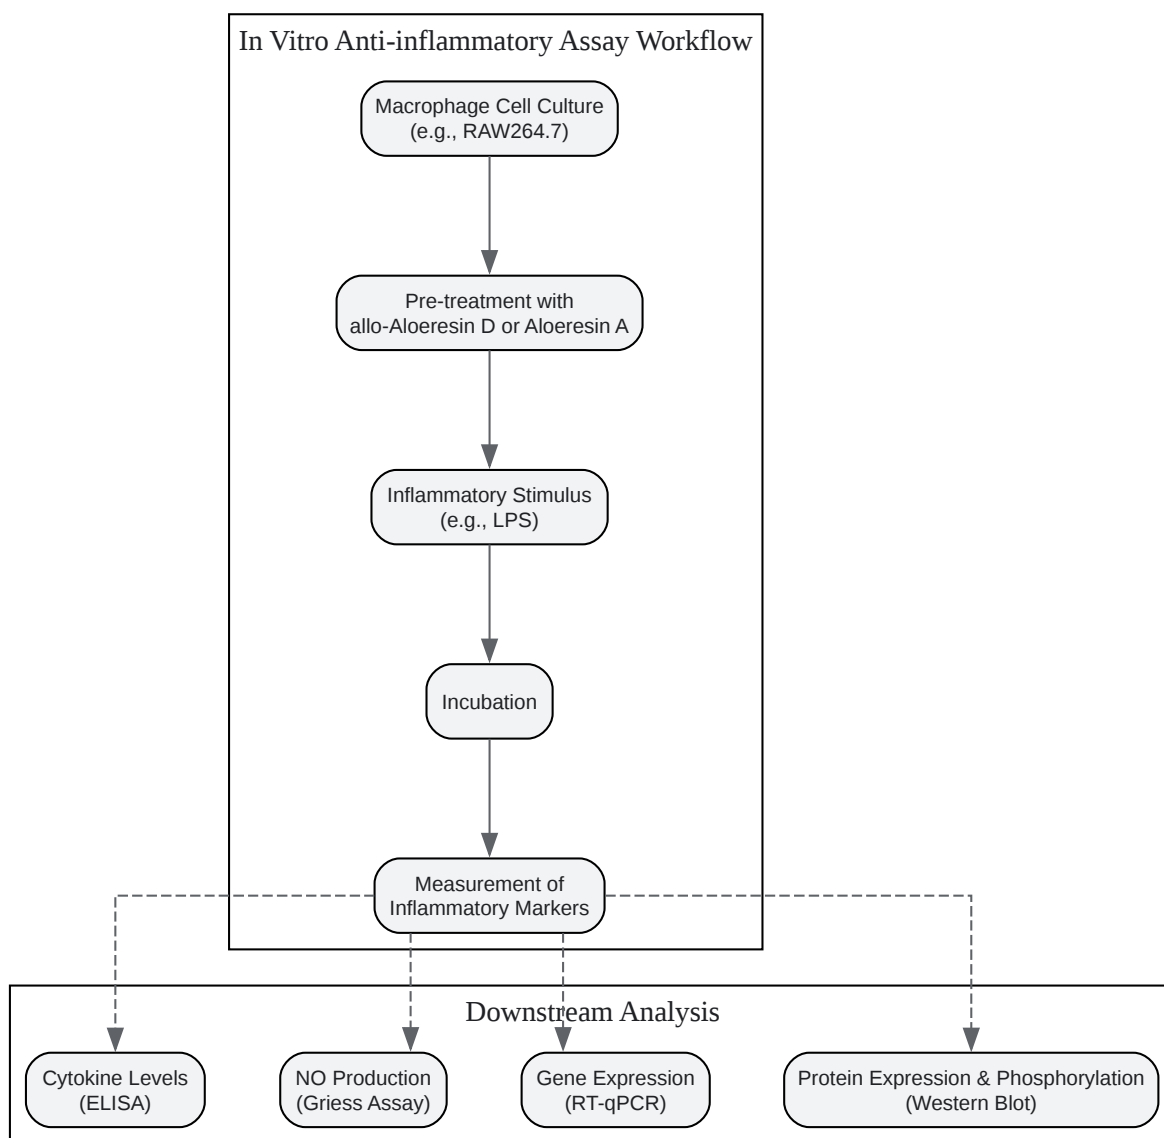 In Vitro Anti-inflammatory Assay Workflow
Macrophage Cell Culture
(e.g., RAW264.7)
Pre-treatment with
allo-Aloeresin D or Aloeresin A
Inflammatory Stimulus
(e.g., LPS)
Incubation
Measurement of
Inflammatory Markers
Downstream Analysis
Cytokine Levels
(ELISA)
NO Production
(Griess Assay)
Gene Expression
(RT-qPCR)
Protein Expression & Phosphorylation
(Western Blot)